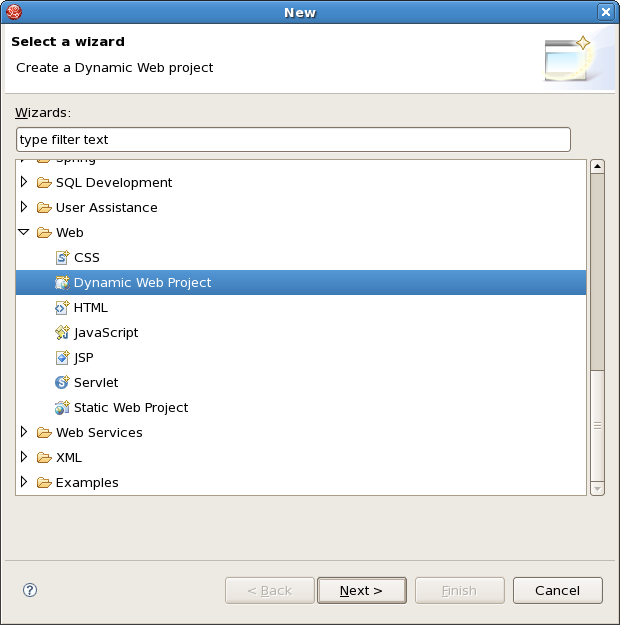 New
Select a wizard
Create a Dynamic Web project
Wizards:
type filter text
Spring
SQL Development
User Assistance
Web
CSS
Dynamic Web Project
HTML
JavaScript
JSP
Servlet
Static Web Project
Web Services
XML
Examples
< Back
Next >
Finish
Cancel